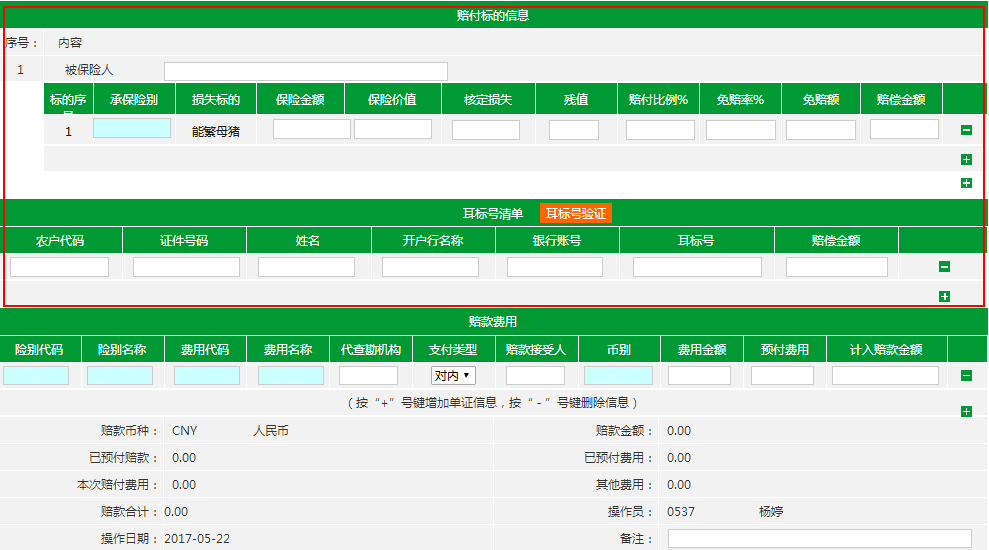 赔付标的信息
序号： 内容
1 被保险人
标的序号 承保险别 损失标的 保险金额 保险价值 核定损失 残值 赔付比例% 免赔率% 免赔额 赔偿金额
1 能繁母猪
耳标号清单 耳标号验证
农户代码 证件号码 姓名 开户行名称 银行账号 耳标号 赔偿金额
赔款费用
险别代码 险别名称 费用代码 费用名称 代查勘机构 支付类型 赔款接受人 币别 费用金额 预付费用 计入赔款金额
对内
（按“+”号键增加单证信息，按“-”号键删除信息）
赔款币种： CNY 人民币 赔款金额： 0.00
已预付赔款： 0.00 已预付费用： 0.00
本次赔付费用： 0.00 其他费用： 0.00
赔款合计： 0.00 操作员： 0537 杨婷
操作日期： 2017-05-22 备注：